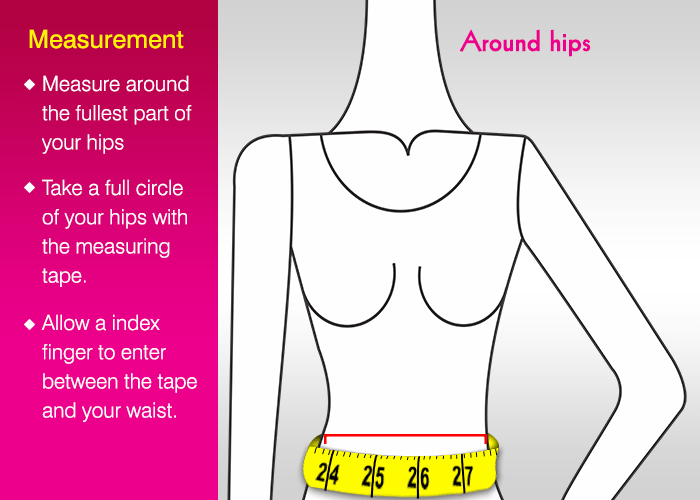 Measurement
Measure around
the fullest part of
your hips
Take a full circle
of your hips with
the measuring
tape.
Allow a index
finger to enter
between the tape
and your waist.
Around hips
24 25 26 27